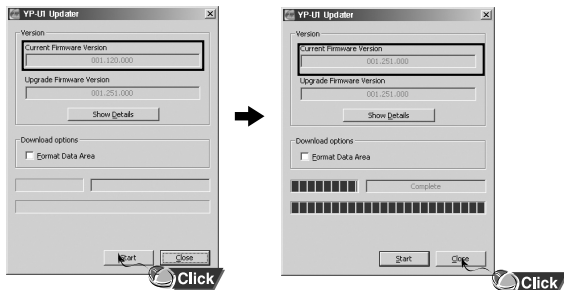 YP-U1 Updater
Version
Current Firmware Version
001.120.000
Upgrade Firmware Version
001.251.000
Show Details
Download options
Format Data Area
Start
Close
Click
YP-U1 Updater
Version
Current Firmware Version
001.251.000
Upgrade Firmware Version
001.251.000
Show Details
Download options
Format Data Area
Complete
Start
Close
Click